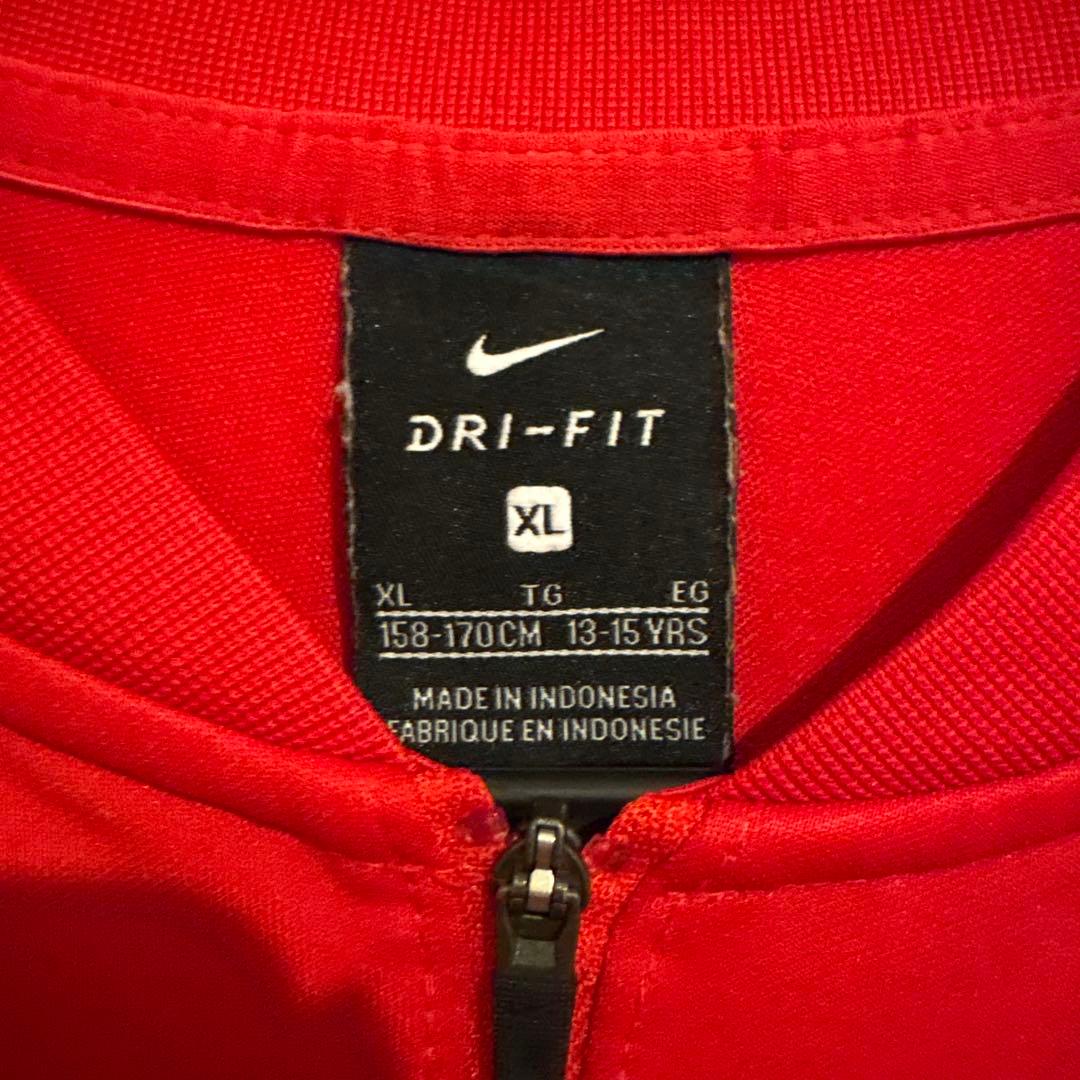 DRI-FIT
XL
XL TG EG
158-170CM 13-15YRS
MADE IN INDONESIA
FABRIQUE EN INDONESIE